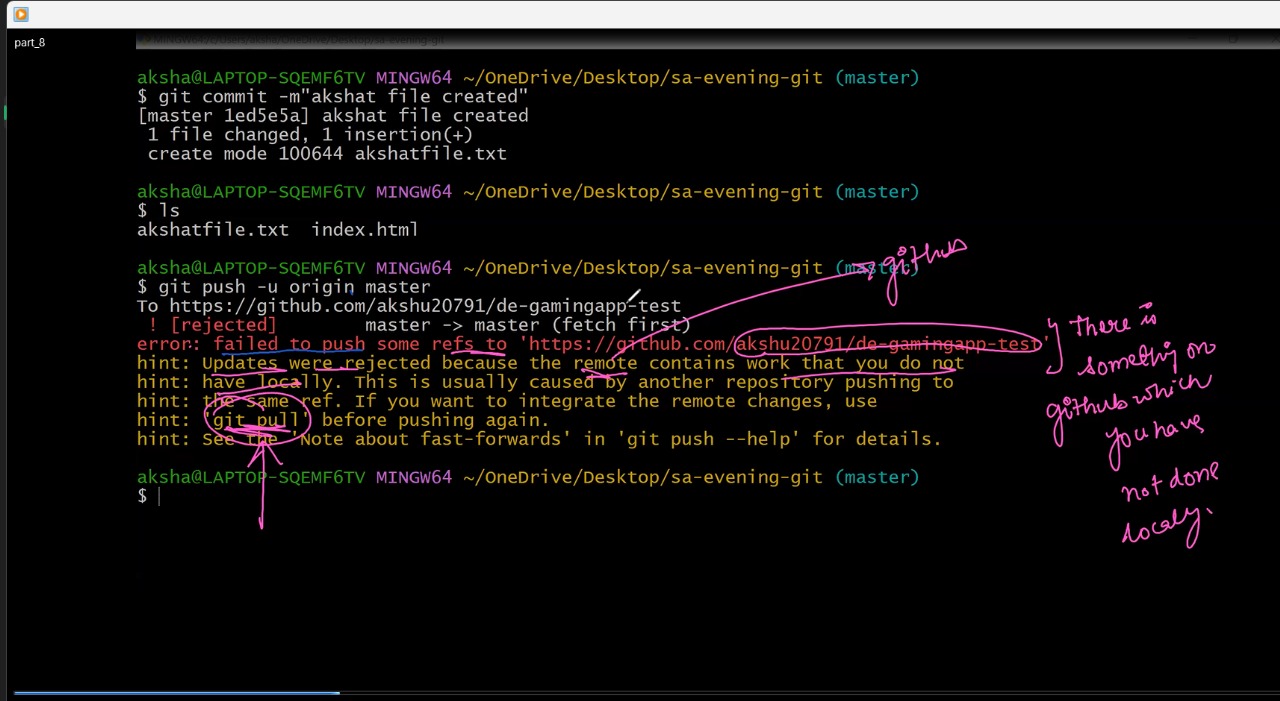 part_8
aksha@LAPTOP-SQEMF6TV MINGW64 ~/OneDrive/Desktop/sa-evening-git (master)
$ git commit -m"akshat file created"
[master 1ed5e5a] akshat file created
 1 file changed, 1 insertion(+)
 create mode 100644 akshatfile.txt
aksha@LAPTOP-SQEMF6TV MINGW64 ~/OneDrive/Desktop/sa-evening-git (master)
$ ls
akshatfile.txt  index.html
aksha@LAPTOP-SQEMF6TV MINGW64 ~/OneDrive/Desktop/sa-evening-git (master)
github
$ git push -u origin master
To https://github.com/akshu20791/de-gamingapp-test
 ! [rejected]        master -> master (fetch first)
error: failed to push some refs to 'https://github.com/akshu20791/de-gamingapp-test'
hint: Updates were rejected because the remote contains work that you do not
hint: have locally. This is usually caused by another repository pushing to
hint: the same ref. If you want to integrate the remote changes, use
hint: 'git pull' before pushing again.
hint: See the 'Note about fast-forwards' in 'git push --help' for details.
aksha@LAPTOP-SQEMF6TV MINGW64 ~/OneDrive/Desktop/sa-evening-git (master)
$
There is
something on
github which
you have
not done
localy.